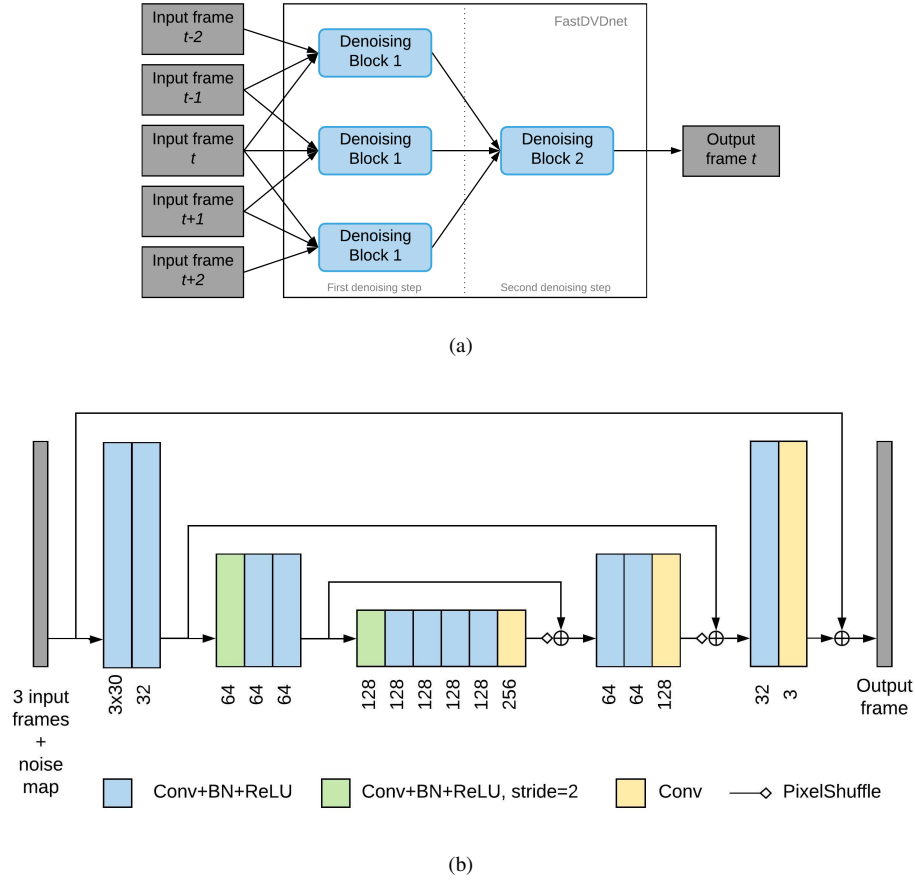 Input frame
t-2
Input frame
t-1
Input frame
t
Input frame
t+1
Input frame
t+2
FastDVDnet
Denoising
Block 1
Denoising
Block 1
Denoising
Block 1
Denoising
Block 2
Output
frame t
First denoising step
Second denoising step
(a)
3 input
frames
+
noise
map
3x30
32
64
64
64
128
128
128
128
128
256
64
64
128
32
3
Output
frame
Conv+BN+ReLU
Conv+BN+ReLU, stride=2
Conv
PixelShuffle
(b)